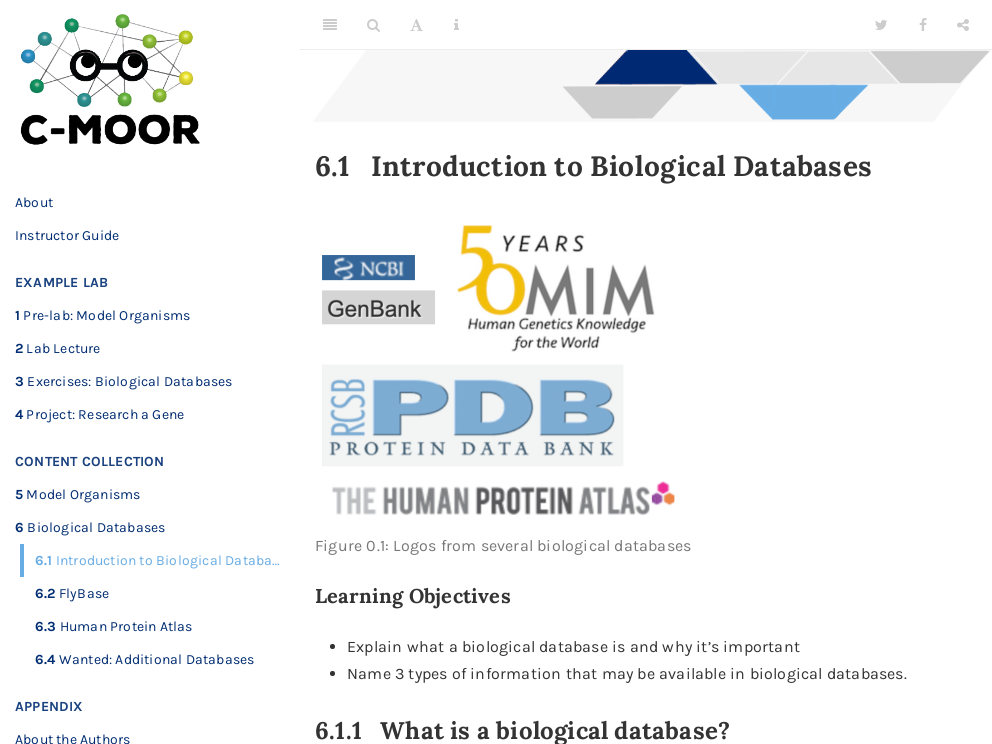 C-MOOR
About
Instructor Guide
EXAMPLE LAB
1 Pre-lab: Model Organisms
2 Lab Lecture
3 Exercises: Biological Databases
4 Project: Research a Gene
CONTENT COLLECTION
5 Model Organisms
6 Biological Databases
6.1 Introduction to Biological Databa...
6.2 FlyBase
6.3 Human Protein Atlas
6.4 Wanted: Additional Databases
APPENDIX
About the Authors
A
6.1 Introduction to Biological Databases
NCBI
GenBank
50 YEARS
OMIM
Human Genetics Knowledge
for the World
RCSB PDB
PROTEIN DATA BANK
THE HUMAN PROTEIN ATLAS
Figure 0.1: Logos from several biological databases
Learning Objectives
• Explain what a biological database is and why it’s important
• Name 3 types of information that may be available in biological databases.
6.1.1 What is a biological database?